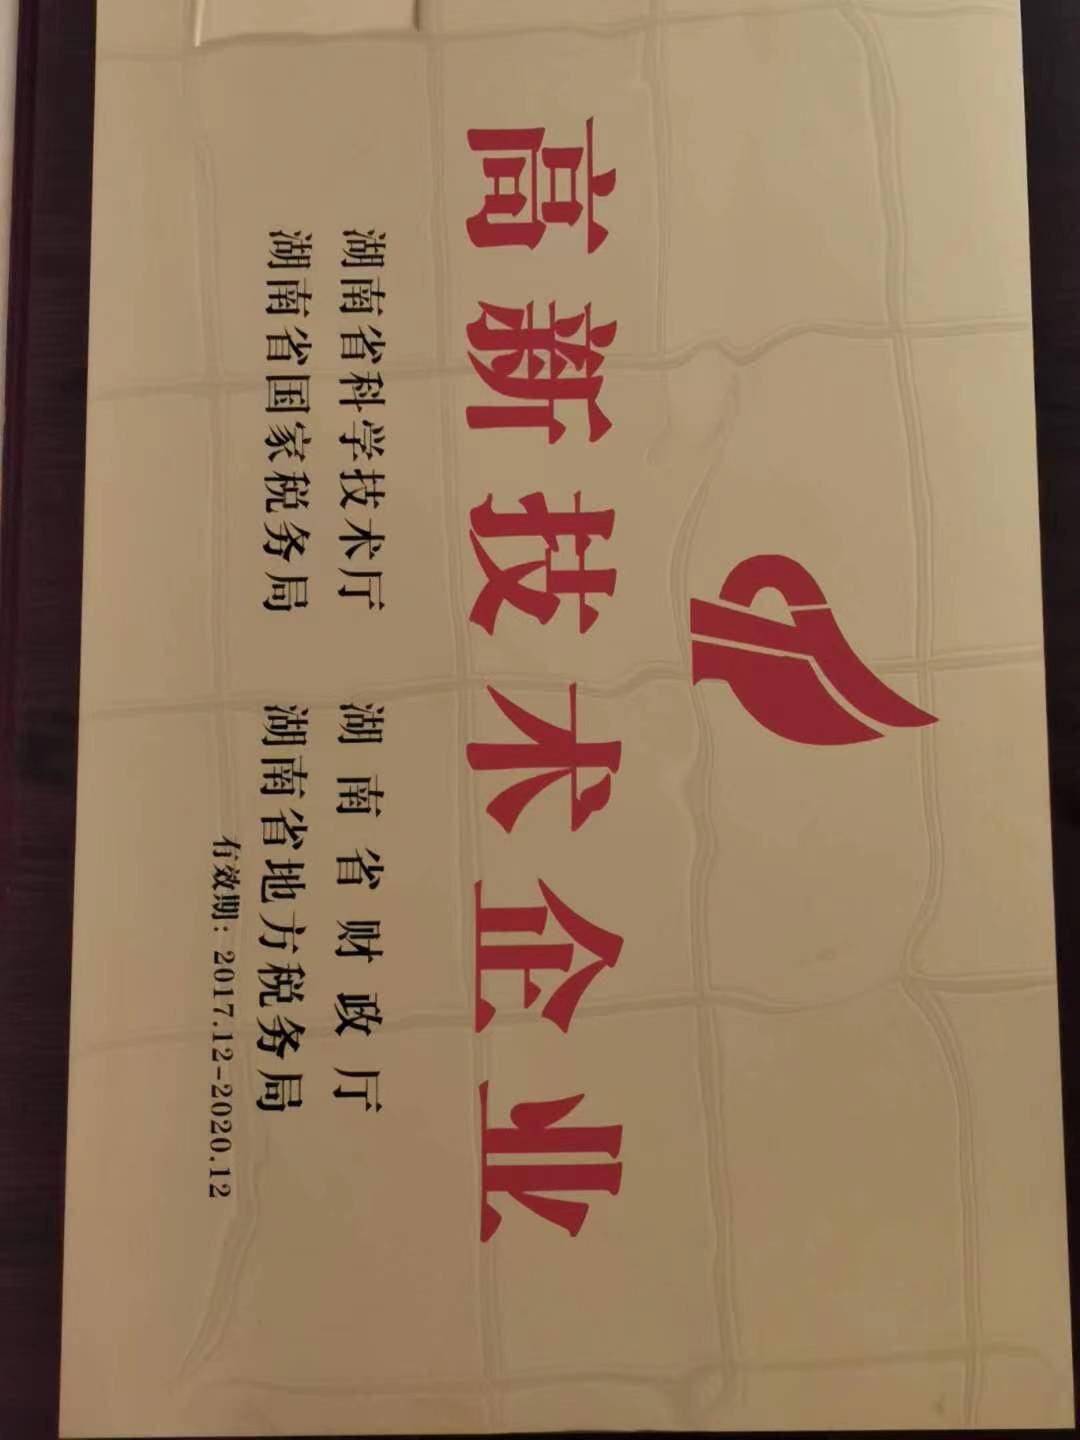 高新技术企业
湖南省科学技术厅 湖南省财政厅
湖南省国家税务局 湖南省地方税务局
有效期：2017.12-2020.12